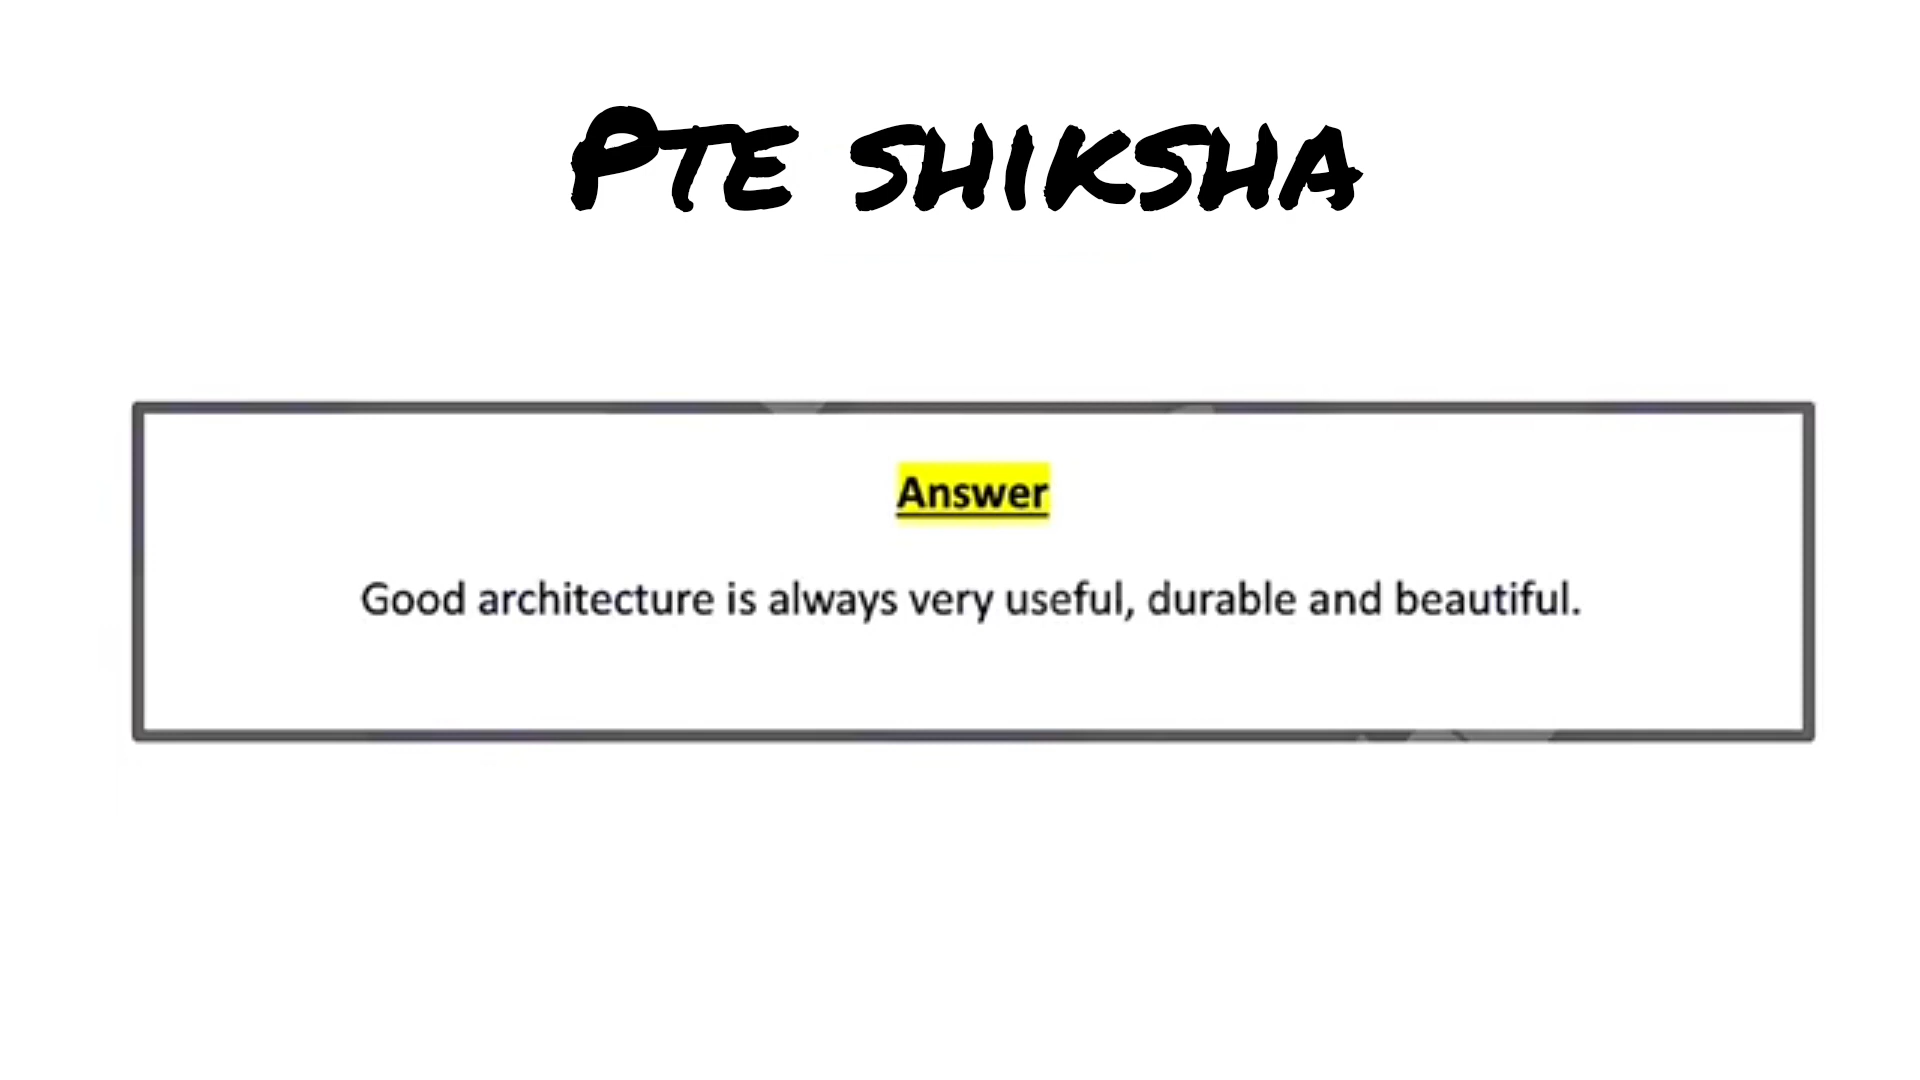 Pte shiksha
Answer
Good architecture is always very useful, durable and beautiful.